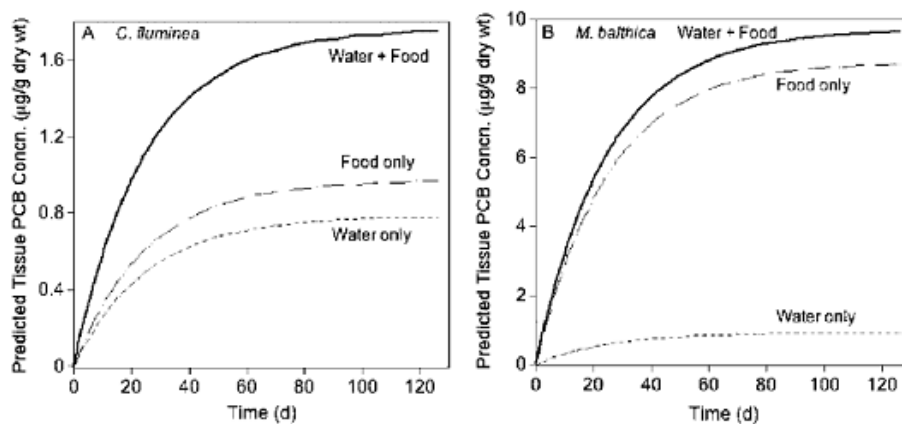 A C. fluminea
Water + Food
Food only
Water only
Predicted Tissue PCB Concn. (µg/g dry wt)
1.6
1.2
0.8
0.4
0
0 20 40 60 80 100 120
Time (d)
B M. balthica Water + Food
Food only
Water only
Predicted Tissue PCB Concn. (µg/g dry wt)
10
8
6
4
2
0
0 20 40 60 80 100 120
Time (d)